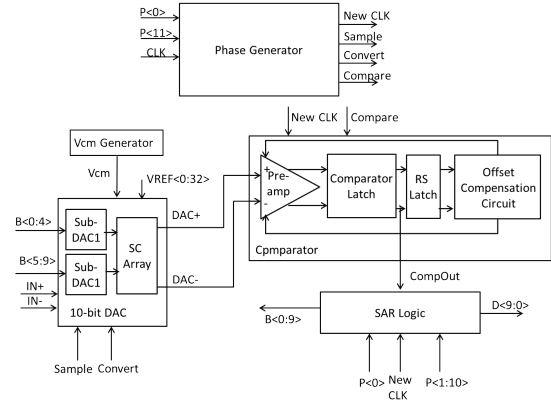 P<0>
P<11>
CLK
Phase Generator
New CLK
Sample
Convert
Compare
New CLK
Compare
Vcm Generator
Vcm
VREF<0:32>
B<0:4>
B<5:9>
IN+
IN-
Sub-
DAC1
Sub-
DAC1
SC
Array
10-bit DAC
DAC+
DAC-
Sample
Convert
+
Pre-
amp
-
Comparator
Latch
RS
Latch
Offset
Compensation
Circuit
Cpmparator
CompOut
B<0:9>
SAR Logic
D<9:0>
P<0>
New
CLK
P<1:10>